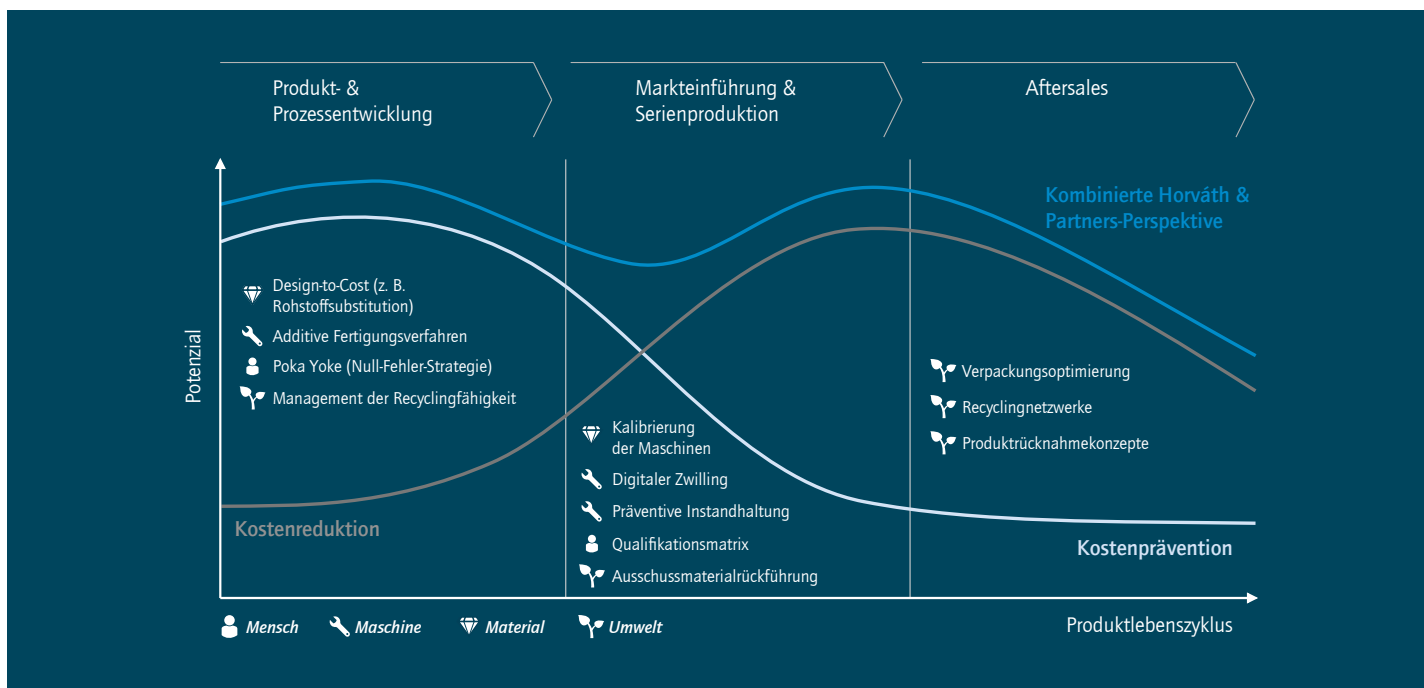 Produkt- &
Prozessentwicklung
Markteinführung &
Serienproduktion
Aftersales
Kombinierte Horváth &
Partners-Perspektive
Potenzial
Design-to-Cost (z. B.
Rohstoffsubstitution)
Additive Fertigungsverfahren
Poka Yoke (Null-Fehler-Strategie)
Management der Recyclingfähigkeit
Kostenreduktion
Kalibrierung
der Maschinen
Digitaler Zwilling
Präventive Instandhaltung
Qualifikationsmatrix
Ausschussmaterialrückführung
Verpackungsoptimierung
Recyclingnetzwerke
Produktrücknahmekonzepte
Kostenprävention
Mensch Maschine Material Umwelt
Produktlebenszyklus